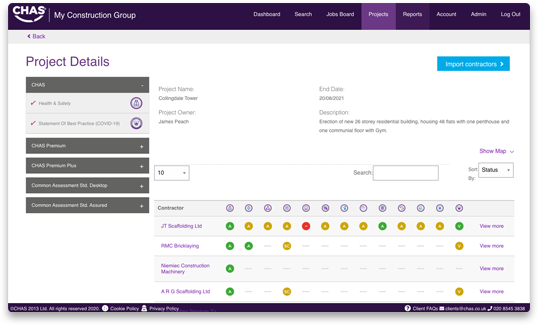 CHAS My Construction Group Dashboard Search Jobs Board Projects Reports Account Admin Log Out
Back
Project Details
Import contractors
CHAS -
Health & Safety
Statement Of Best Practice (COVID-19)
CHAS Premium +
CHAS Premium Plus +
Common Assessment Std. Desktop +
Common Assessment Std. Assured +
Project Name:
Collingdale Tower
End Date:
20/08/2021
Project Owner:
James Peach
Description:
Erection of new 26 storey residential building, housing 48 flats with one penthouse and
one communial floor with Gym.
Show Map
10 Search: Sort By: Status
Contractor
JT Scaffolding Ltd A A A A A A A A A A A V View more
RMC Bricklaying A A SC V View more
Niemiec Construction
Machinery A View more
A R G Scaffolding Ltd A SC V View more
©CHAS 2013 Ltd. All rights reserved 2020. Cookie Policy Privacy Policy Client FAQs clients@chas.co.uk 020 8545 3838